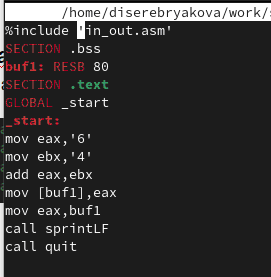 /home/diserebryakova/work/
%include 'in_out.asm'
SECTION .bss
buf1: RESB 80
SECTION .text
GLOBAL _start
_start:
mov eax,'6'
mov ebx,'4'
add eax,ebx
mov [buf1],eax
mov eax,buf1
call sprintLF
call quit